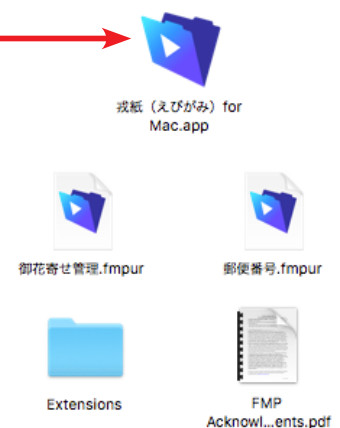 戎紙（えびがみ）for
Mac.app
御花寄せ管理.fmpur
郵便番号.fmpur
Extensions
FMP
Acknowl...ents.pdf